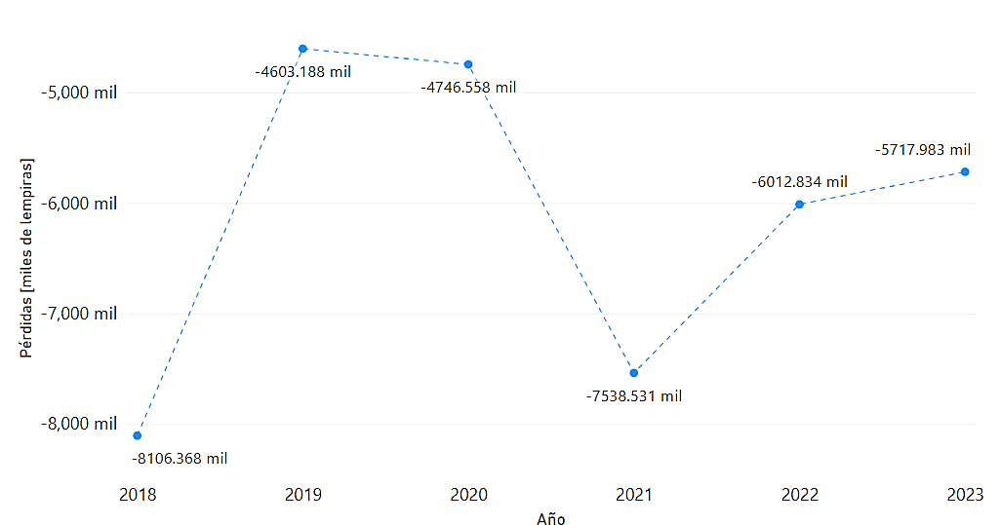 -4603.188 mil
-4746.558 mil
-5,000 mil
-5717.983 mil
-6012.834 mil
-6,000 mil
Pérdidas [miles de lempiras]
-7,000 mil
-7538.531 mil
-8,000 mil
-8106.368 mil
2018 2019 2020 2021 2022 2023
Año